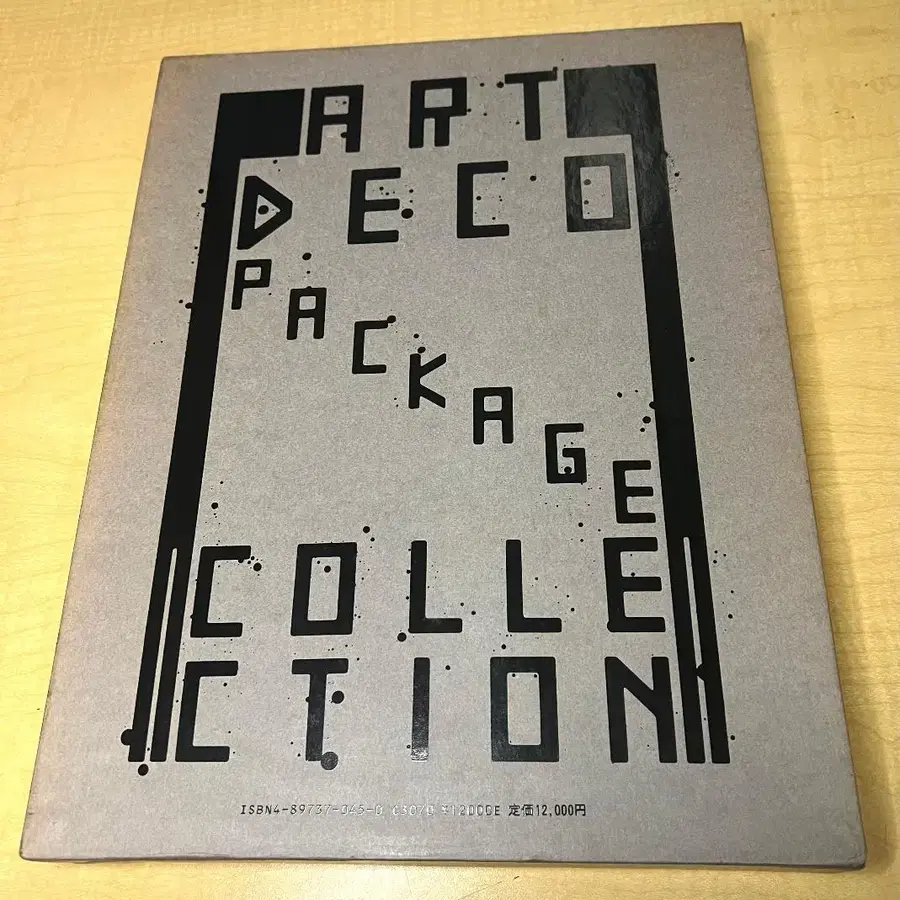 ART
DECO
PACKAGE
COLLE
CTION
ISBN4-89737-045-0 C3070 ¥12000E 定価12,000円